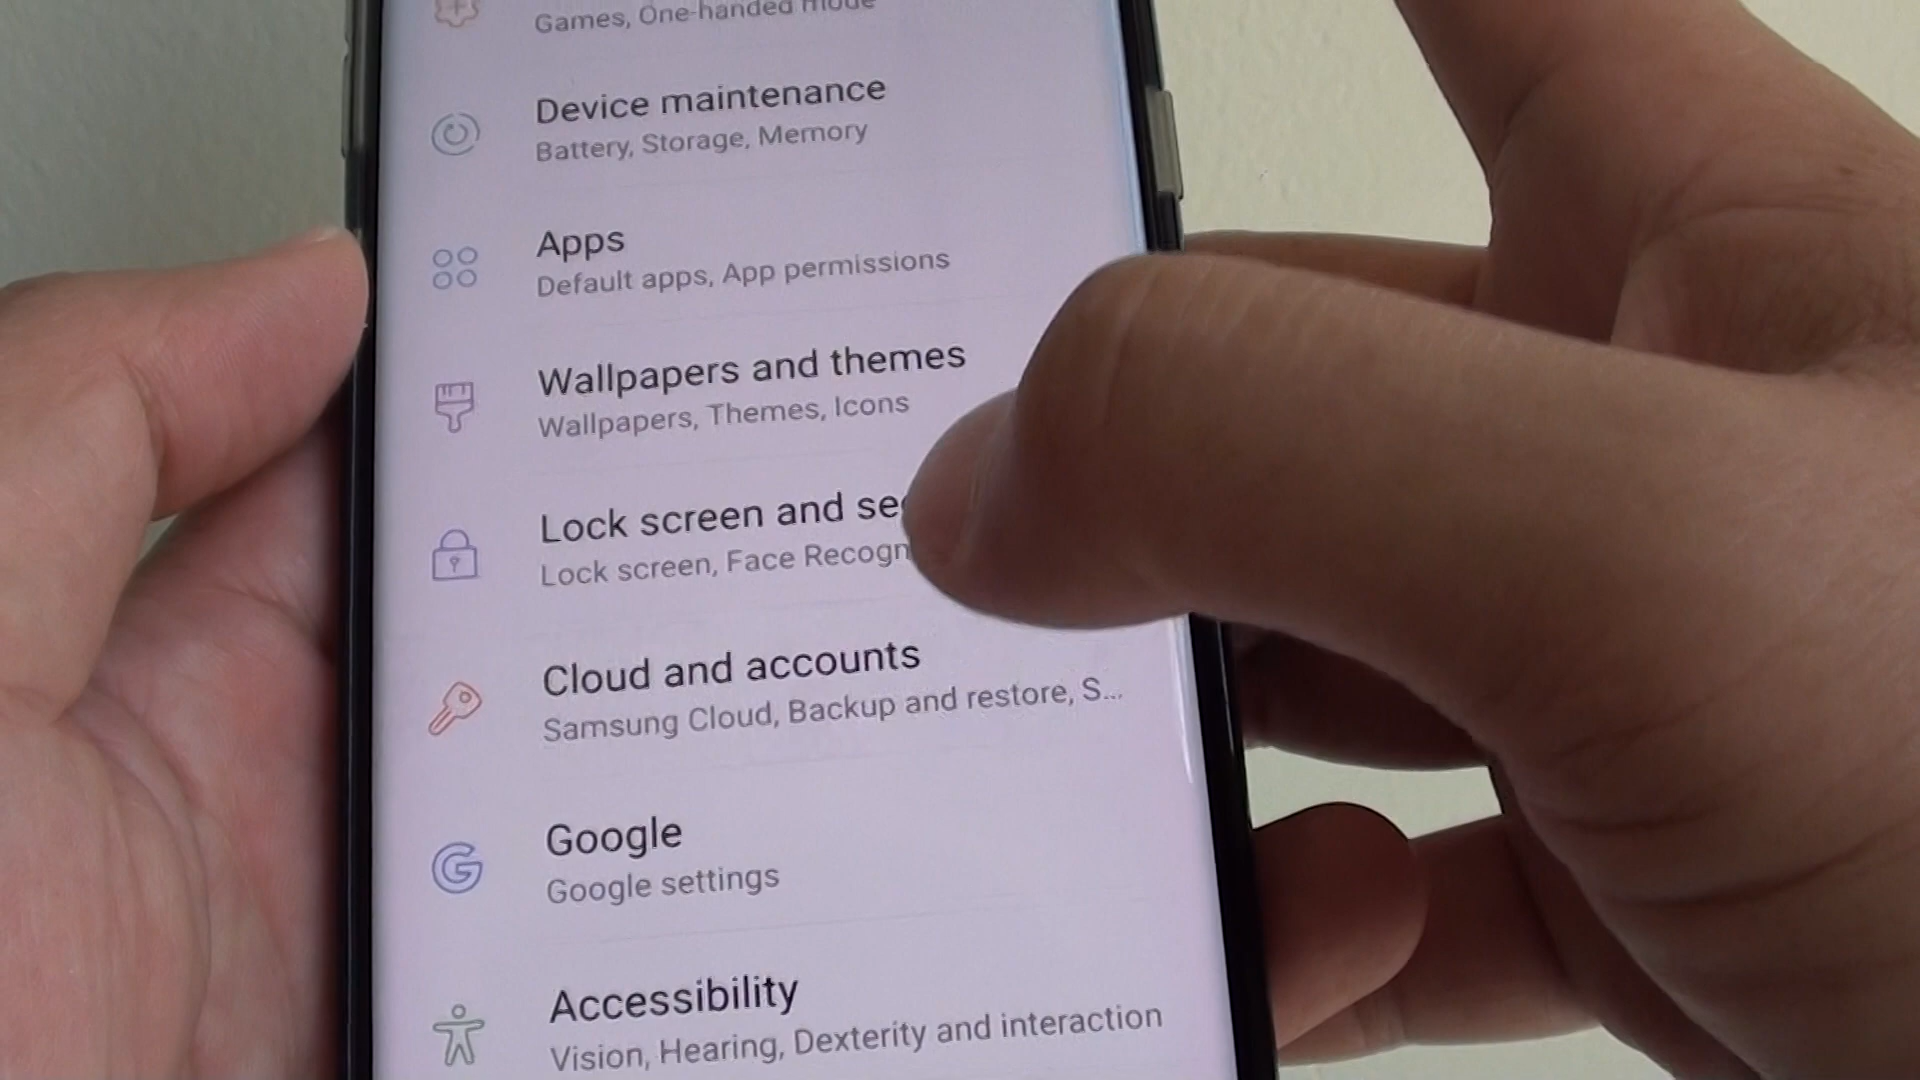 Games, One-handed mode
Device maintenance
Battery, Storage, Memory
Apps
Default apps, App permissions
Wallpapers and themes
Wallpapers, Themes, Icons
Lock screen and
Lock screen, Face
Cloud and accounts
Samsung Cloud, Backup and restore, S...
Google
Google settings
Accessibility
Vision, Hearing, Dexterity and interaction